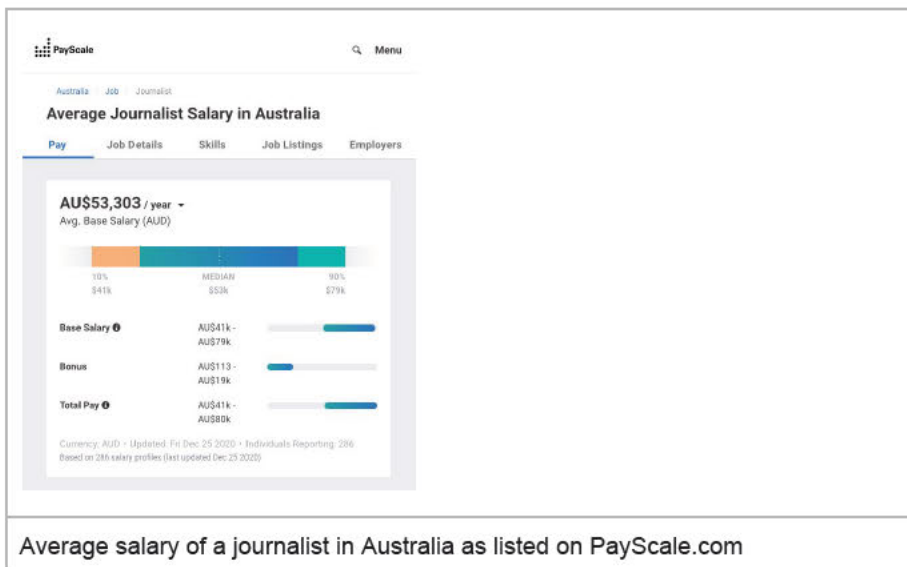 PayScale
Menu
Australia Job Journalist
Average Journalist Salary in Australia
Pay Job Details Skills Job Listings Employers
AU$53,303 / year
Avg. Base Salary (AUD)
10% MEDIAN 90%
$41k $53k $79k
Base Salary AU$41k -
AU$79k
Bonus AU$113 -
AU$19k
Total Pay AU$41k -
AU$80k
Currency: AUD • Updated: Fri Dec 25 2020 • Individuals Reporting: 286
Based on 286 salary profiles (last updated Dec 25 2020)
Average salary of a journalist in Australia as listed on PayScale.com